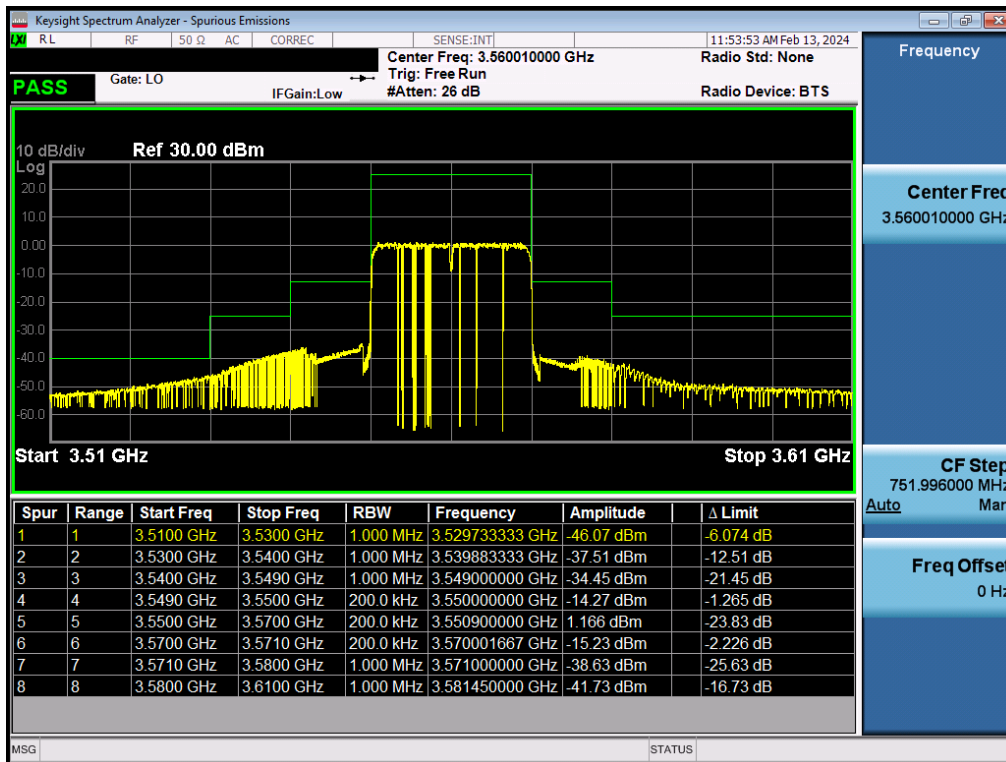 Keysight Spectrum Analyzer - Spurious Emissions
LXI RL RF 50 Ω AC CORREC SENSE:INT 11:53:53 AM Feb 13, 2024
Center Freq: 3.560010000 GHz Radio Std: None
PASS Gate: LO Trig: Free Run
IFGain:Low #Atten: 26 dB Radio Device: BTS
10 dB/div Ref 30.00 dBm
Log
20.0
10.0
0.00
-10.0
-20.0
-30.0
-40.0
-50.0
-60.0
Start 3.51 GHz Stop 3.61 GHz
Spur Range Start Freq Stop Freq RBW Frequency Amplitude Δ Limit
1 1 3.5100 GHz 3.5300 GHz 1.000 MHz 3.529733333 GHz -46.07 dBm -6.074 dB
2 2 3.5300 GHz 3.5400 GHz 1.000 MHz 3.539883333 GHz -37.51 dBm -12.51 dB
3 3 3.5400 GHz 3.5490 GHz 1.000 MHz 3.549000000 GHz -34.45 dBm -21.45 dB
4 4 3.5490 GHz 3.5500 GHz 200.0 kHz 3.550000000 GHz -14.27 dBm -1.265 dB
5 5 3.5500 GHz 3.5700 GHz 200.0 kHz 3.550900000 GHz 1.166 dBm -23.83 dB
6 6 3.5700 GHz 3.5710 GHz 200.0 kHz 3.570001667 GHz -15.23 dBm -2.226 dB
7 7 3.5710 GHz 3.5800 GHz 1.000 MHz 3.571000000 GHz -38.63 dBm -25.63 dB
8 8 3.5800 GHz 3.6100 GHz 1.000 MHz 3.581450000 GHz -41.73 dBm -16.73 dB
MSG STATUS
Frequency
Center Freq
3.560010000 GHz
CF Step
751.996000 MHz
Auto Man
Freq Offset
0 Hz